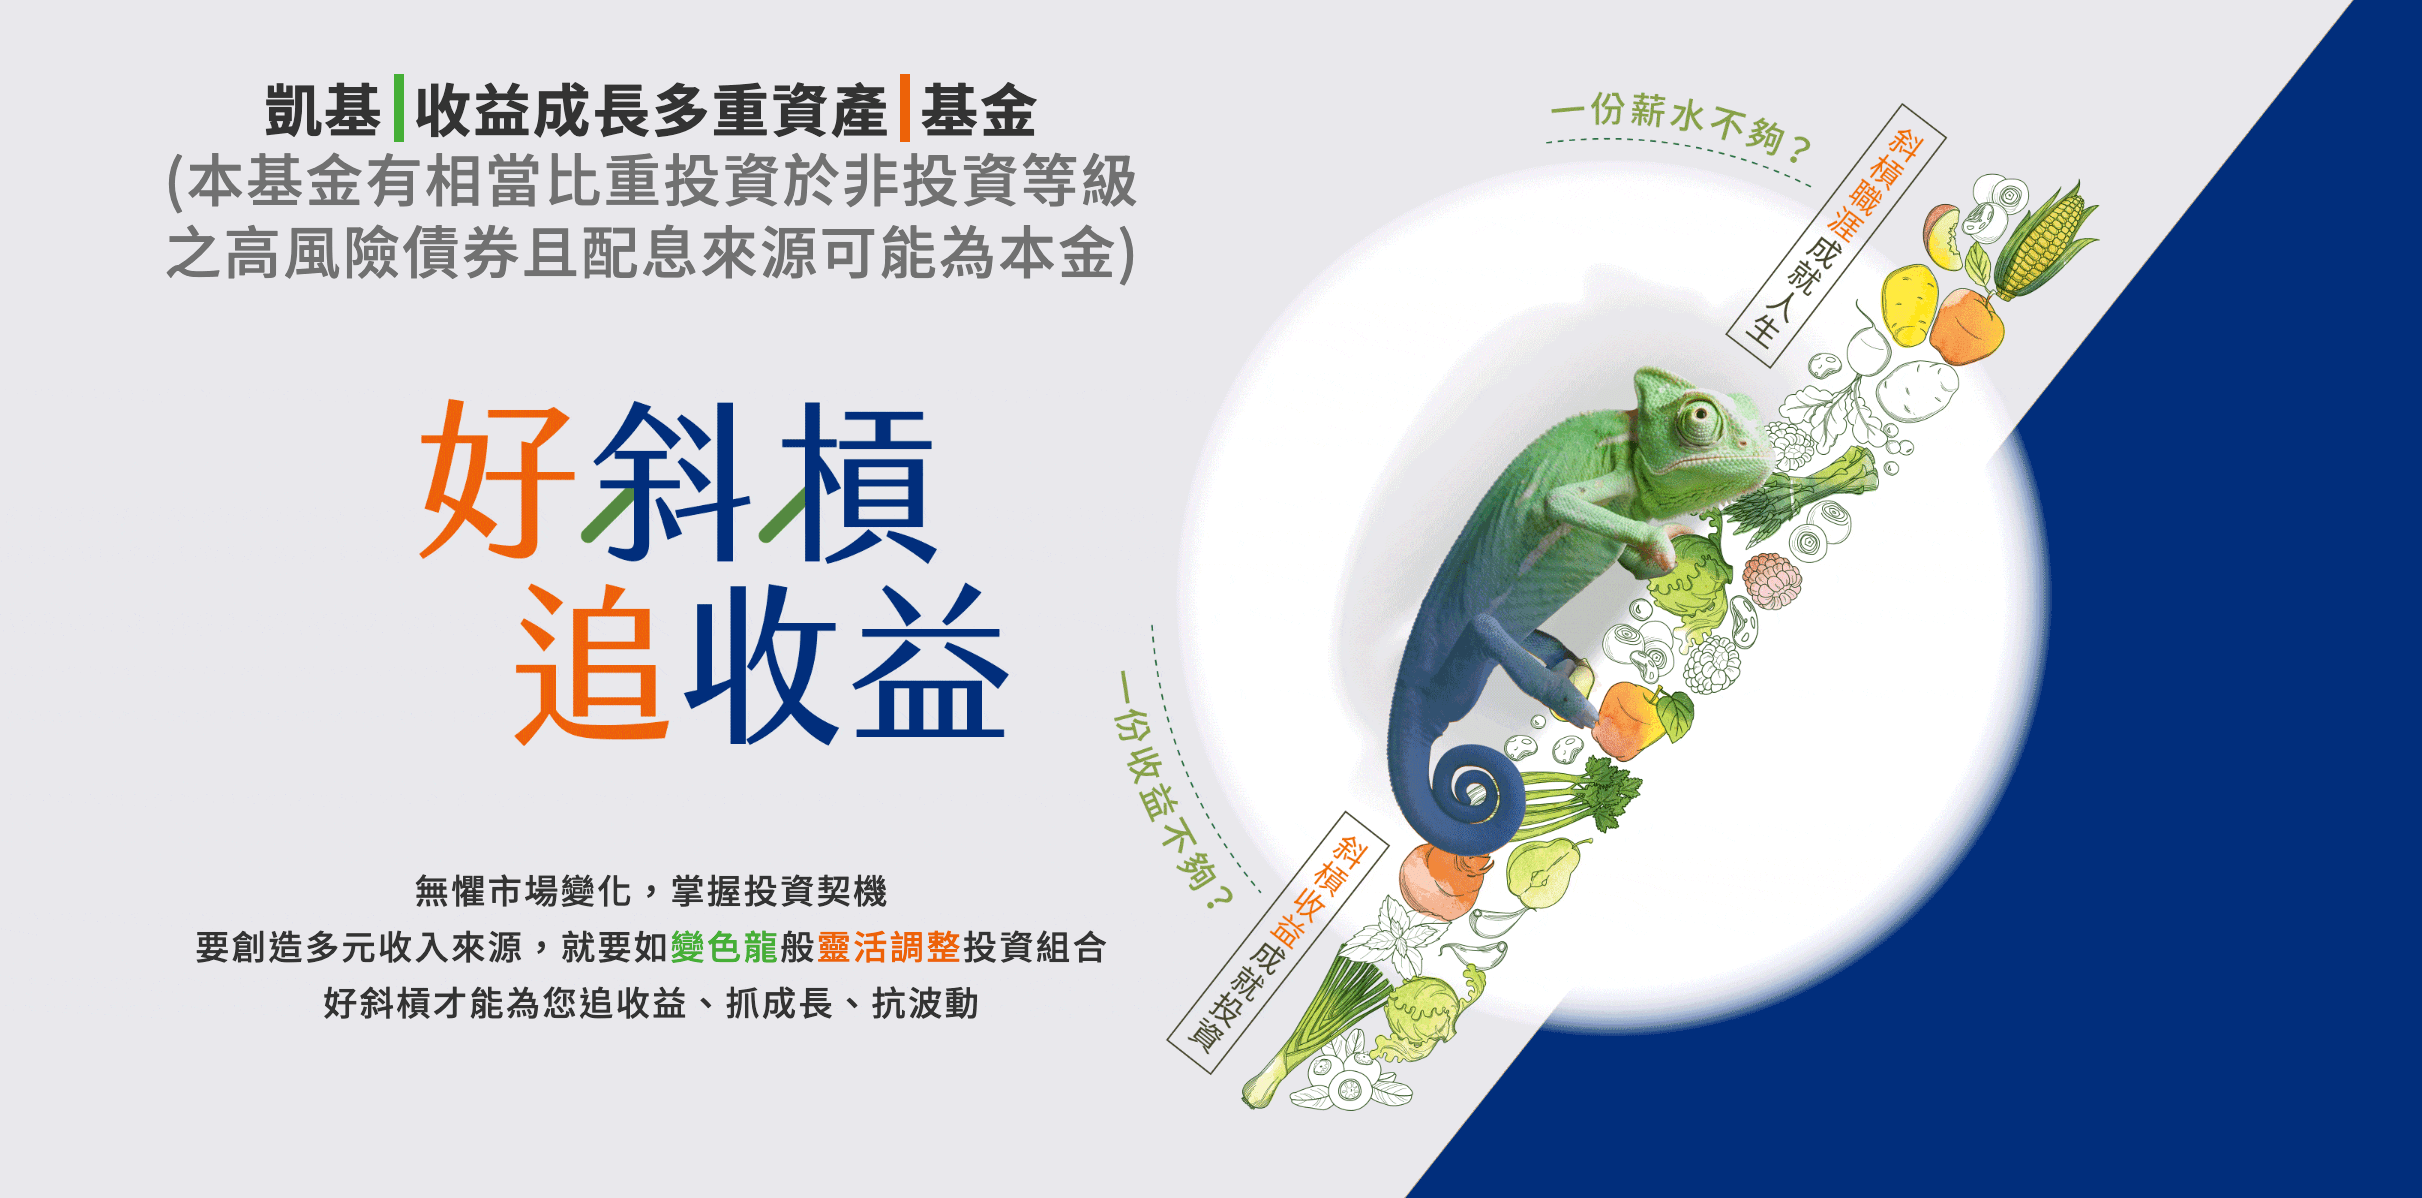 凱基|收益成長多重資產|基金
(本基金有相當比重投資於非投資等級
之高風險債券且配息來源可能為本金)
好斜槓
追收益
無懼市場變化，掌握投資契機
要創造多元收入來源，就要如變色龍般靈活調整投資組合
好斜槓才能為您追收益、抓成長、抗波動
一份薪水不夠？
斜槓職涯成就人生
一份收益不夠？
斜槓收益成就投資